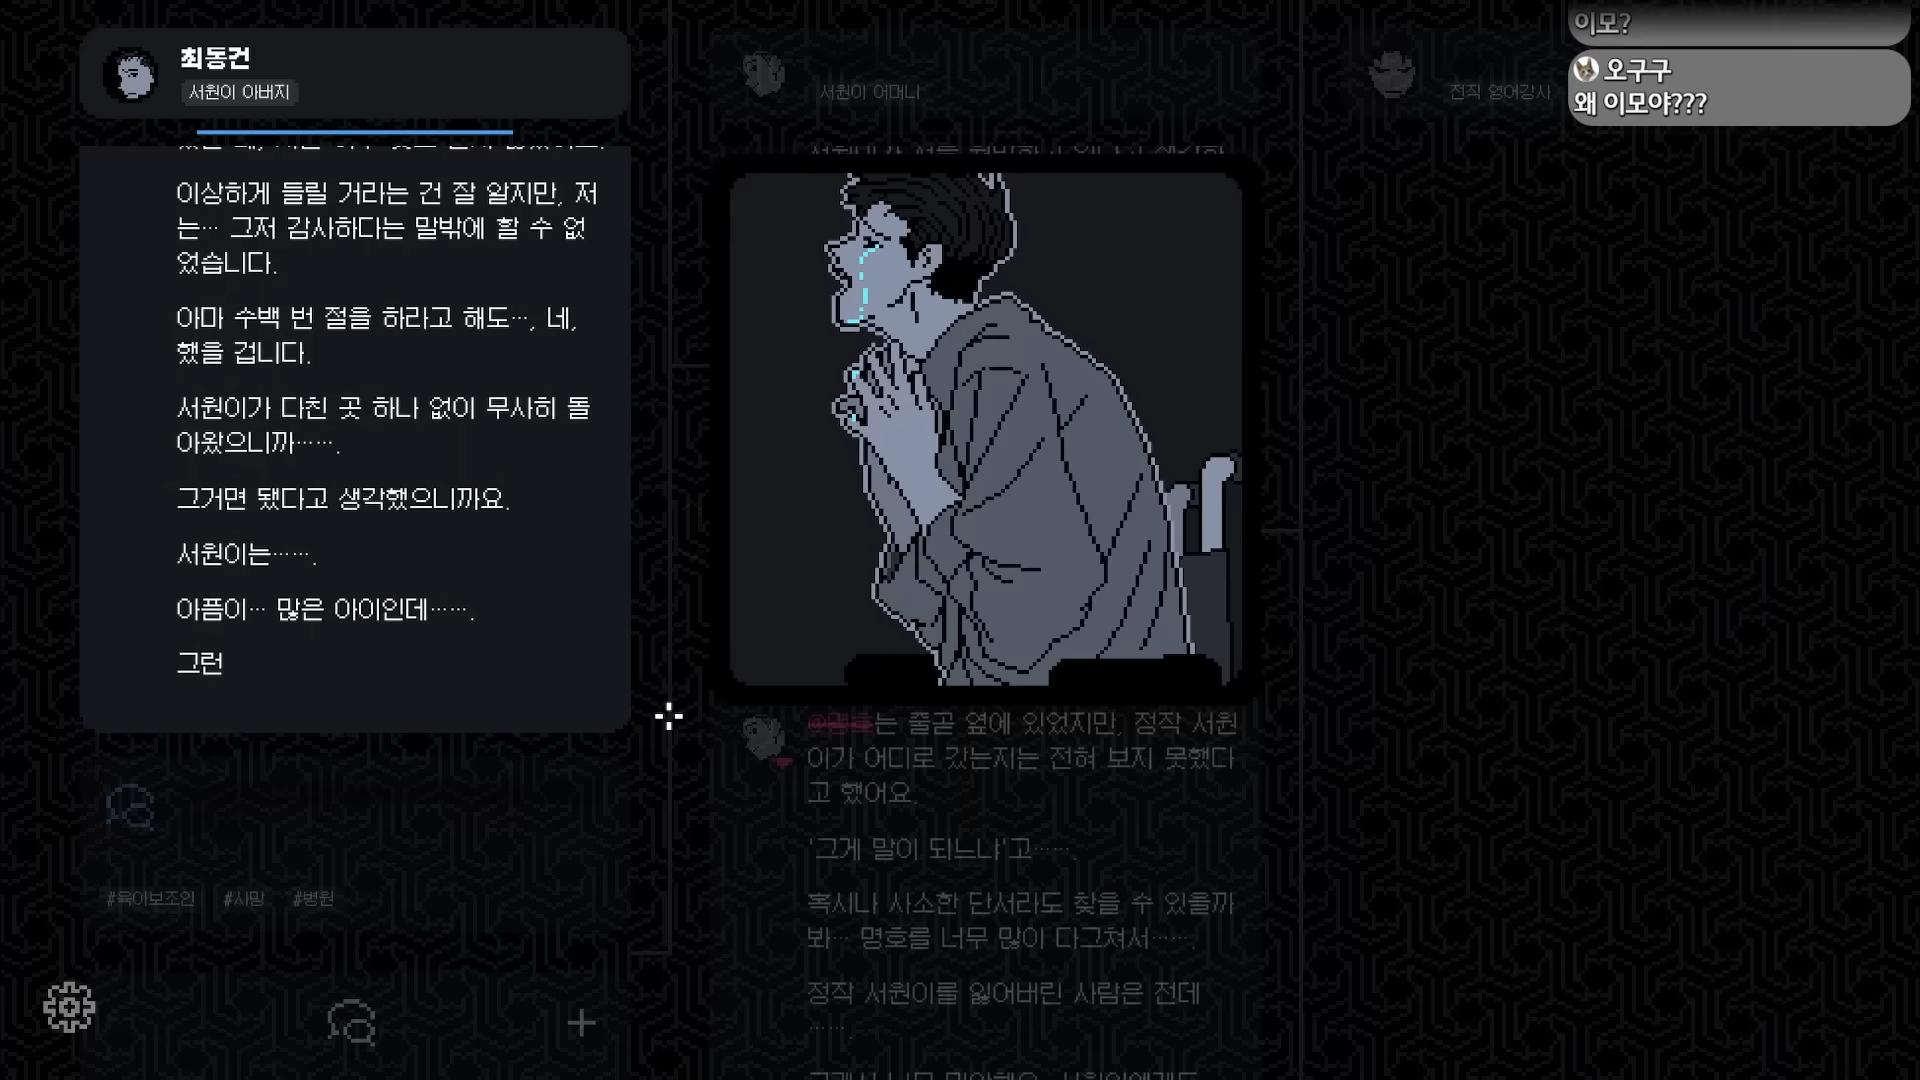 최동건
서원이 아버지
이상하게 들릴 거라는 건 잘 알지만, 저
는… 그저 감사하다는 말밖에 할 수 없
었습니다.
아마 수백 번 절을 하라고 해도…, 네,
했을 겁니다.
서원이가 다친 곳 하나 없이 무사히 돌
아왔으니까…….
그거면 됐다고 생각했으니까요.
서원이는…….
아픔이… 많은 아이인데…….
그런
#육아보조인 #사망 #병원
서원이 어머니
@명호는 줄곧 옆에 있었지만, 정작 서원
이가 어디로 갔는지는 전혀 보지 못했다
고 했어요.
'그게 말이 되느냐'고…….
혹시나 사소한 단서라도 찾을 수 있을까
봐… 명호를 너무 많이 다그쳐서…….
정작 서원이를 잃어버린 사람은 전데
…….
전직 영어강사
이모?
오구구
왜 이모야???